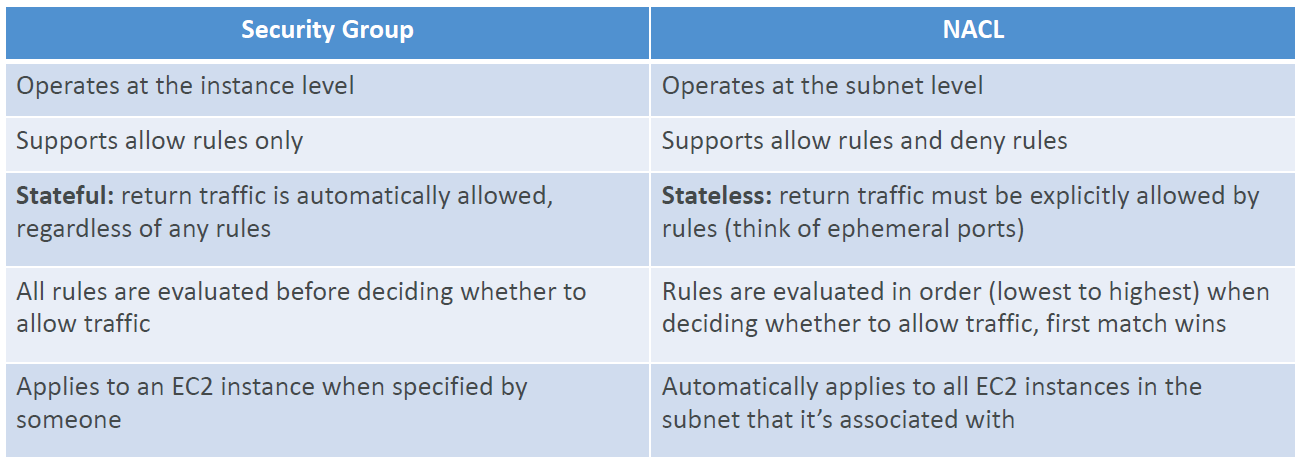 Security Group
NACL
Operates at the instance level
Operates at the subnet level
Supports allow rules only
Supports allow rules and deny rules
Stateful: return traffic is automatically allowed,
regardless of any rules
Stateless: return traffic must be explicitly allowed by
rules (think of ephemeral ports)
All rules are evaluated before deciding whether to
allow traffic
Rules are evaluated in order (lowest to highest) when
deciding whether to allow traffic, first match wins
Applies to an EC2 instance when specified by
someone
Automatically applies to all EC2 instances in the
subnet that it’s associated with